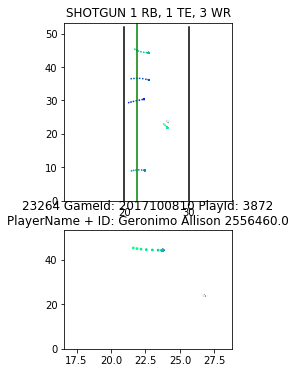 SHOTGUN 1 RB, 1 TE, 3 WR
50
40
30
20
10
0
20 30
23264 GameId: 2017100810 PlayId: 3872
PlayerName + ID: Geronimo Allison 2556460.0
40
20
0
17.5 20.0 22.5 25.0 27.5